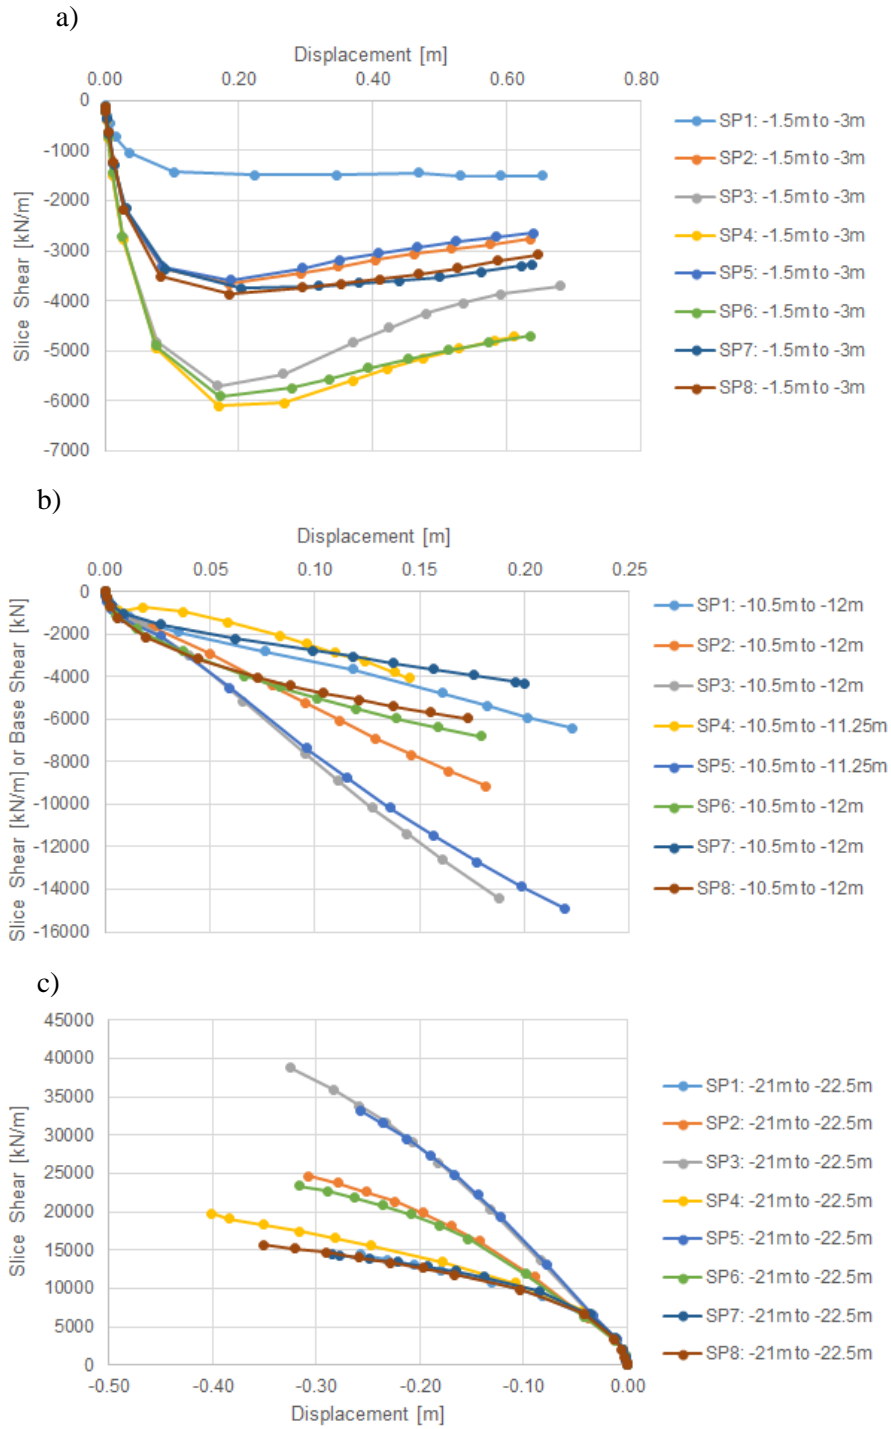 a)
Displacement [m]
0.00 0.20 0.40 0.60 0.80
0
-1000
-2000
-3000
-4000
-5000
-6000
-7000
Slice Shear [kN/m]
SP1: -1.5m to -3m
SP2: -1.5m to -3m
SP3: -1.5m to -3m
SP4: -1.5m to -3m
SP5: -1.5m to -3m
SP6: -1.5m to -3m
SP7: -1.5m to -3m
SP8: -1.5m to -3m
b)
Displacement [m]
0.00 0.05 0.10 0.15 0.20 0.25
0
-2000
-4000
-6000
-8000
-10000
-12000
-14000
-16000
Slice Shear [kN/m] or Base Shear [kN]
SP1: -10.5m to -12m
SP2: -10.5m to -12m
SP3: -10.5m to -12m
SP4: -10.5m to -11.25m
SP5: -10.5m to -11.25m
SP6: -10.5m to -12m
SP7: -10.5m to -12m
SP8: -10.5m to -12m
c)
45000
40000
35000
30000
25000
20000
15000
10000
5000
0
Slice Shear [kN/m]
-0.50 -0.40 -0.30 -0.20 -0.10 0.00
Displacement [m]
SP1: -21m to -22.5m
SP2: -21m to -22.5m
SP3: -21m to -22.5m
SP4: -21m to -22.5m
SP5: -21m to -22.5m
SP6: -21m to -22.5m
SP7: -21m to -22.5m
SP8: -21m to -22.5m